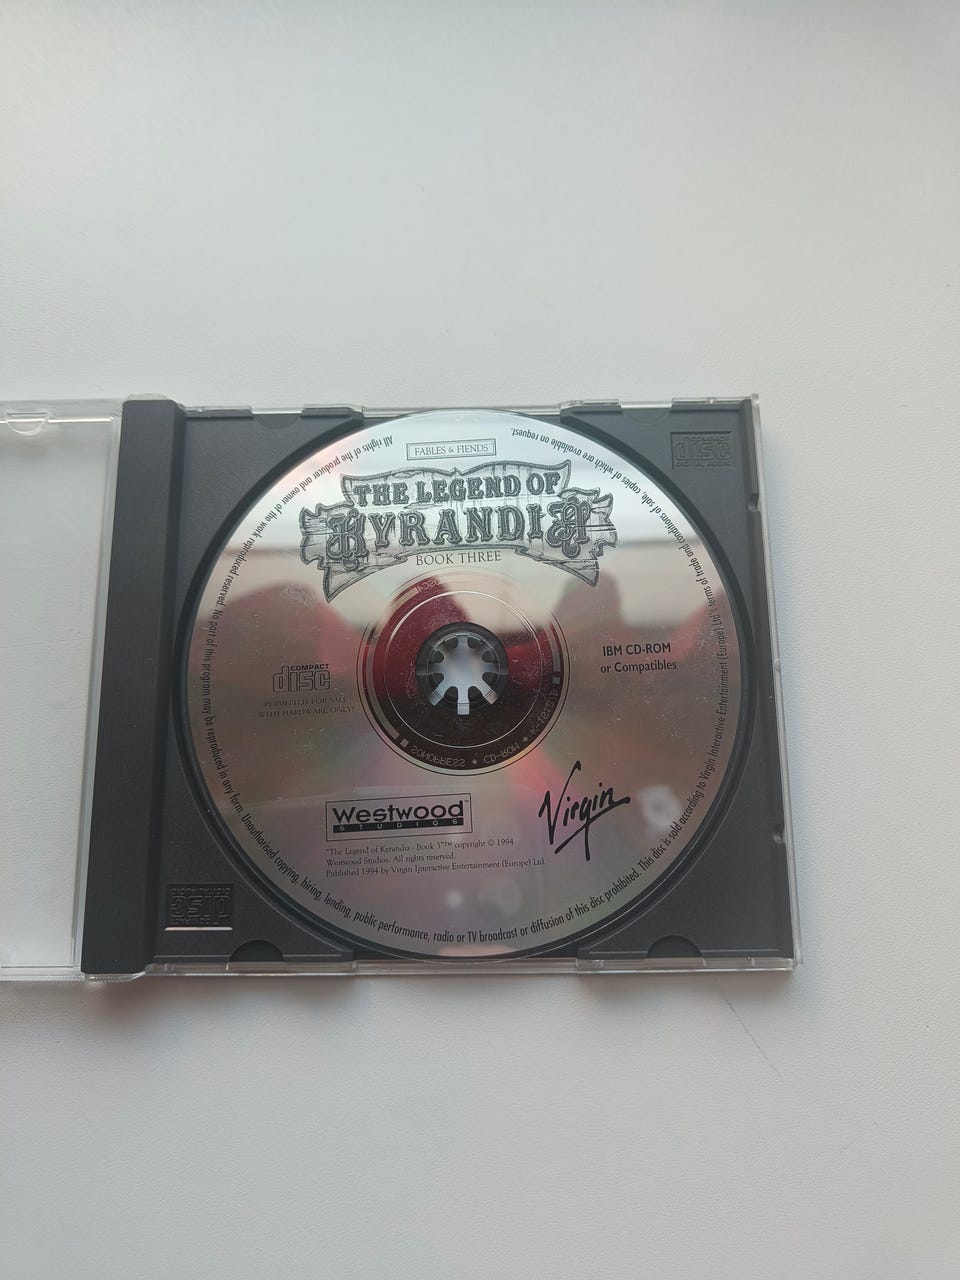 FABLES & FIENDS
THE LEGEND OF
KYRANDIA
BOOK THREE
COMPACT
disc
PERMITTED FOR SALE
WITH HARDWARE ONLY!
IBM CD-ROM
or Compatibles
SONOPRESS * CD-ROM *
Westwood™
STUDIOS
Virgin
"The Legend of Kyrandia - Book 3"™ copyright © 1994
Westwood Studios. All rights reserved.
Published 1994 by Virgin Interactive Entertainment (Europe) Ltd.
All rights of the producer and owner of the work reproduced reserved. No part of this program may be reproduced in any form. Unauthorised copying, hiring, lending, public performance, radio or TV broadcast or diffusion of this disc prohibited. This disc is sold according to Virgin Interactive Entertainment (Europe) Ltd.'s terms of trade and conditions of sale, copies of which are available on request.
COMPACT
disc
DIGITAL AUDIO
COMPACT
disc
DIGITAL AUDIO